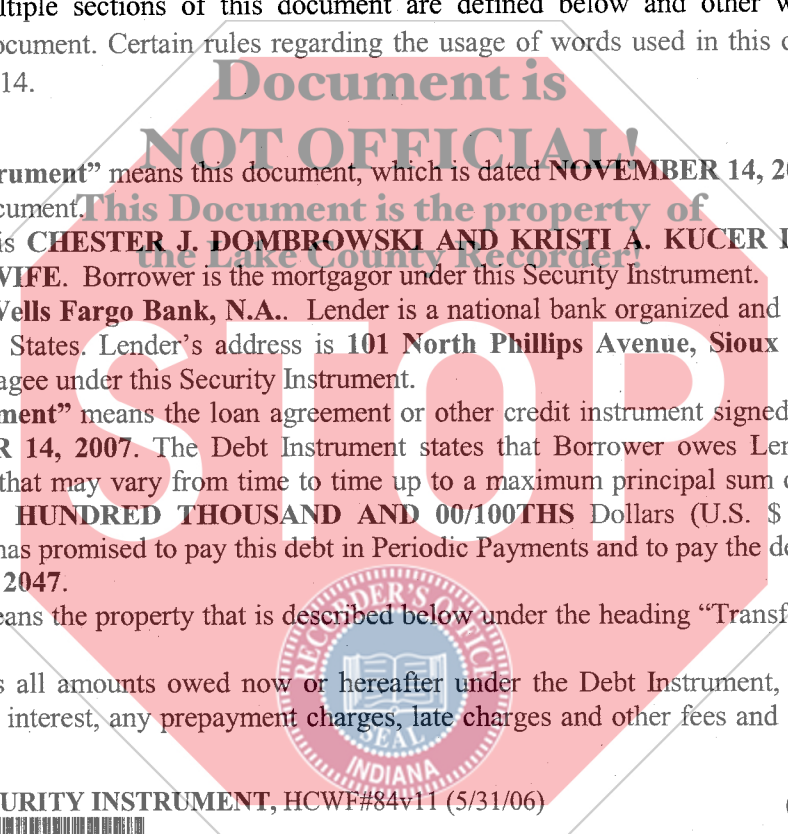 ltiple sections of this document are defined below and other w
ocument. Certain rules regarding the usage of words used in this d
14.
Document is
NOT OFFICIAL!
rument” means this document, which is dated NOVEMBER 14, 20
cument.
This Document is the property of
is CHESTER J. DOMBROWSKI AND KRISTI A. KUCER
the Lake County Recorder!
WIFE. Borrower is the mortgagor under this Security Instrument.
Wells Fargo Bank, N.A.. Lender is a national bank organized and
States. Lender’s address is 101 North Phillips Avenue, Sioux
agee under this Security Instrument.
ment” means the loan agreement or other credit instrument signed
R 14, 2007. The Debt Instrument states that Borrower owes Len
that may vary from time to time up to a maximum principal sum o
STOP
HUNDRED THOUSAND AND 00/100THS Dollars (U.S. $
has promised to pay this debt in Periodic Payments and to pay the de
2047.
eans the property that is described below under the heading “Transf
RECORDER'S OFFICE
s all amounts owed now or hereafter under the Debt Instrument,
interest, any prepayment charges, late charges and other fees and
SEAL
INDIANA
URITY INSTRUMENT, HCWF#84v11 (5/31/06)